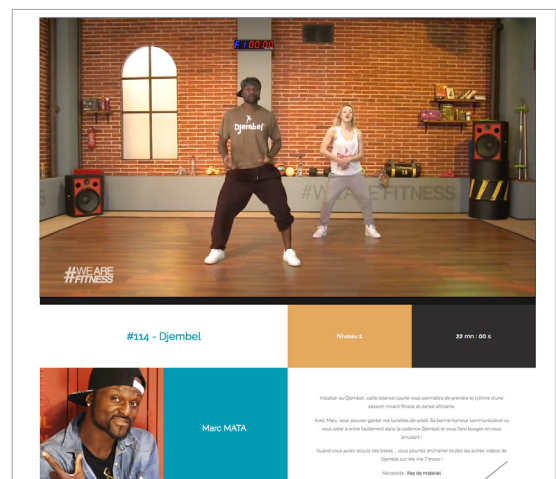 F 1 00:00
Djembel
15
#WE ARE FITNESS
#WE ARE
FITNESS
#114 - Djembel
Niveau 1
22 mn : 00 s
Marc MATA
Initiation au Djembel, cette séance courte vous permettra de prendre le rythme d'une
session mixant fitness et danse africaine
Avec Marc, vous pouvez garder vos lunettes de soleil. Sa bonne humeur communicative va
vous aider à entre facilement dans la cadence Djembel et vous faire bouger en vous
amusant !
Quand vous aurez acquis ces bases ... vous pourrez enchaîner toutes les autres vidéos de
Djembel sur We Are Fitness !
Nécessite : Pas de matériel